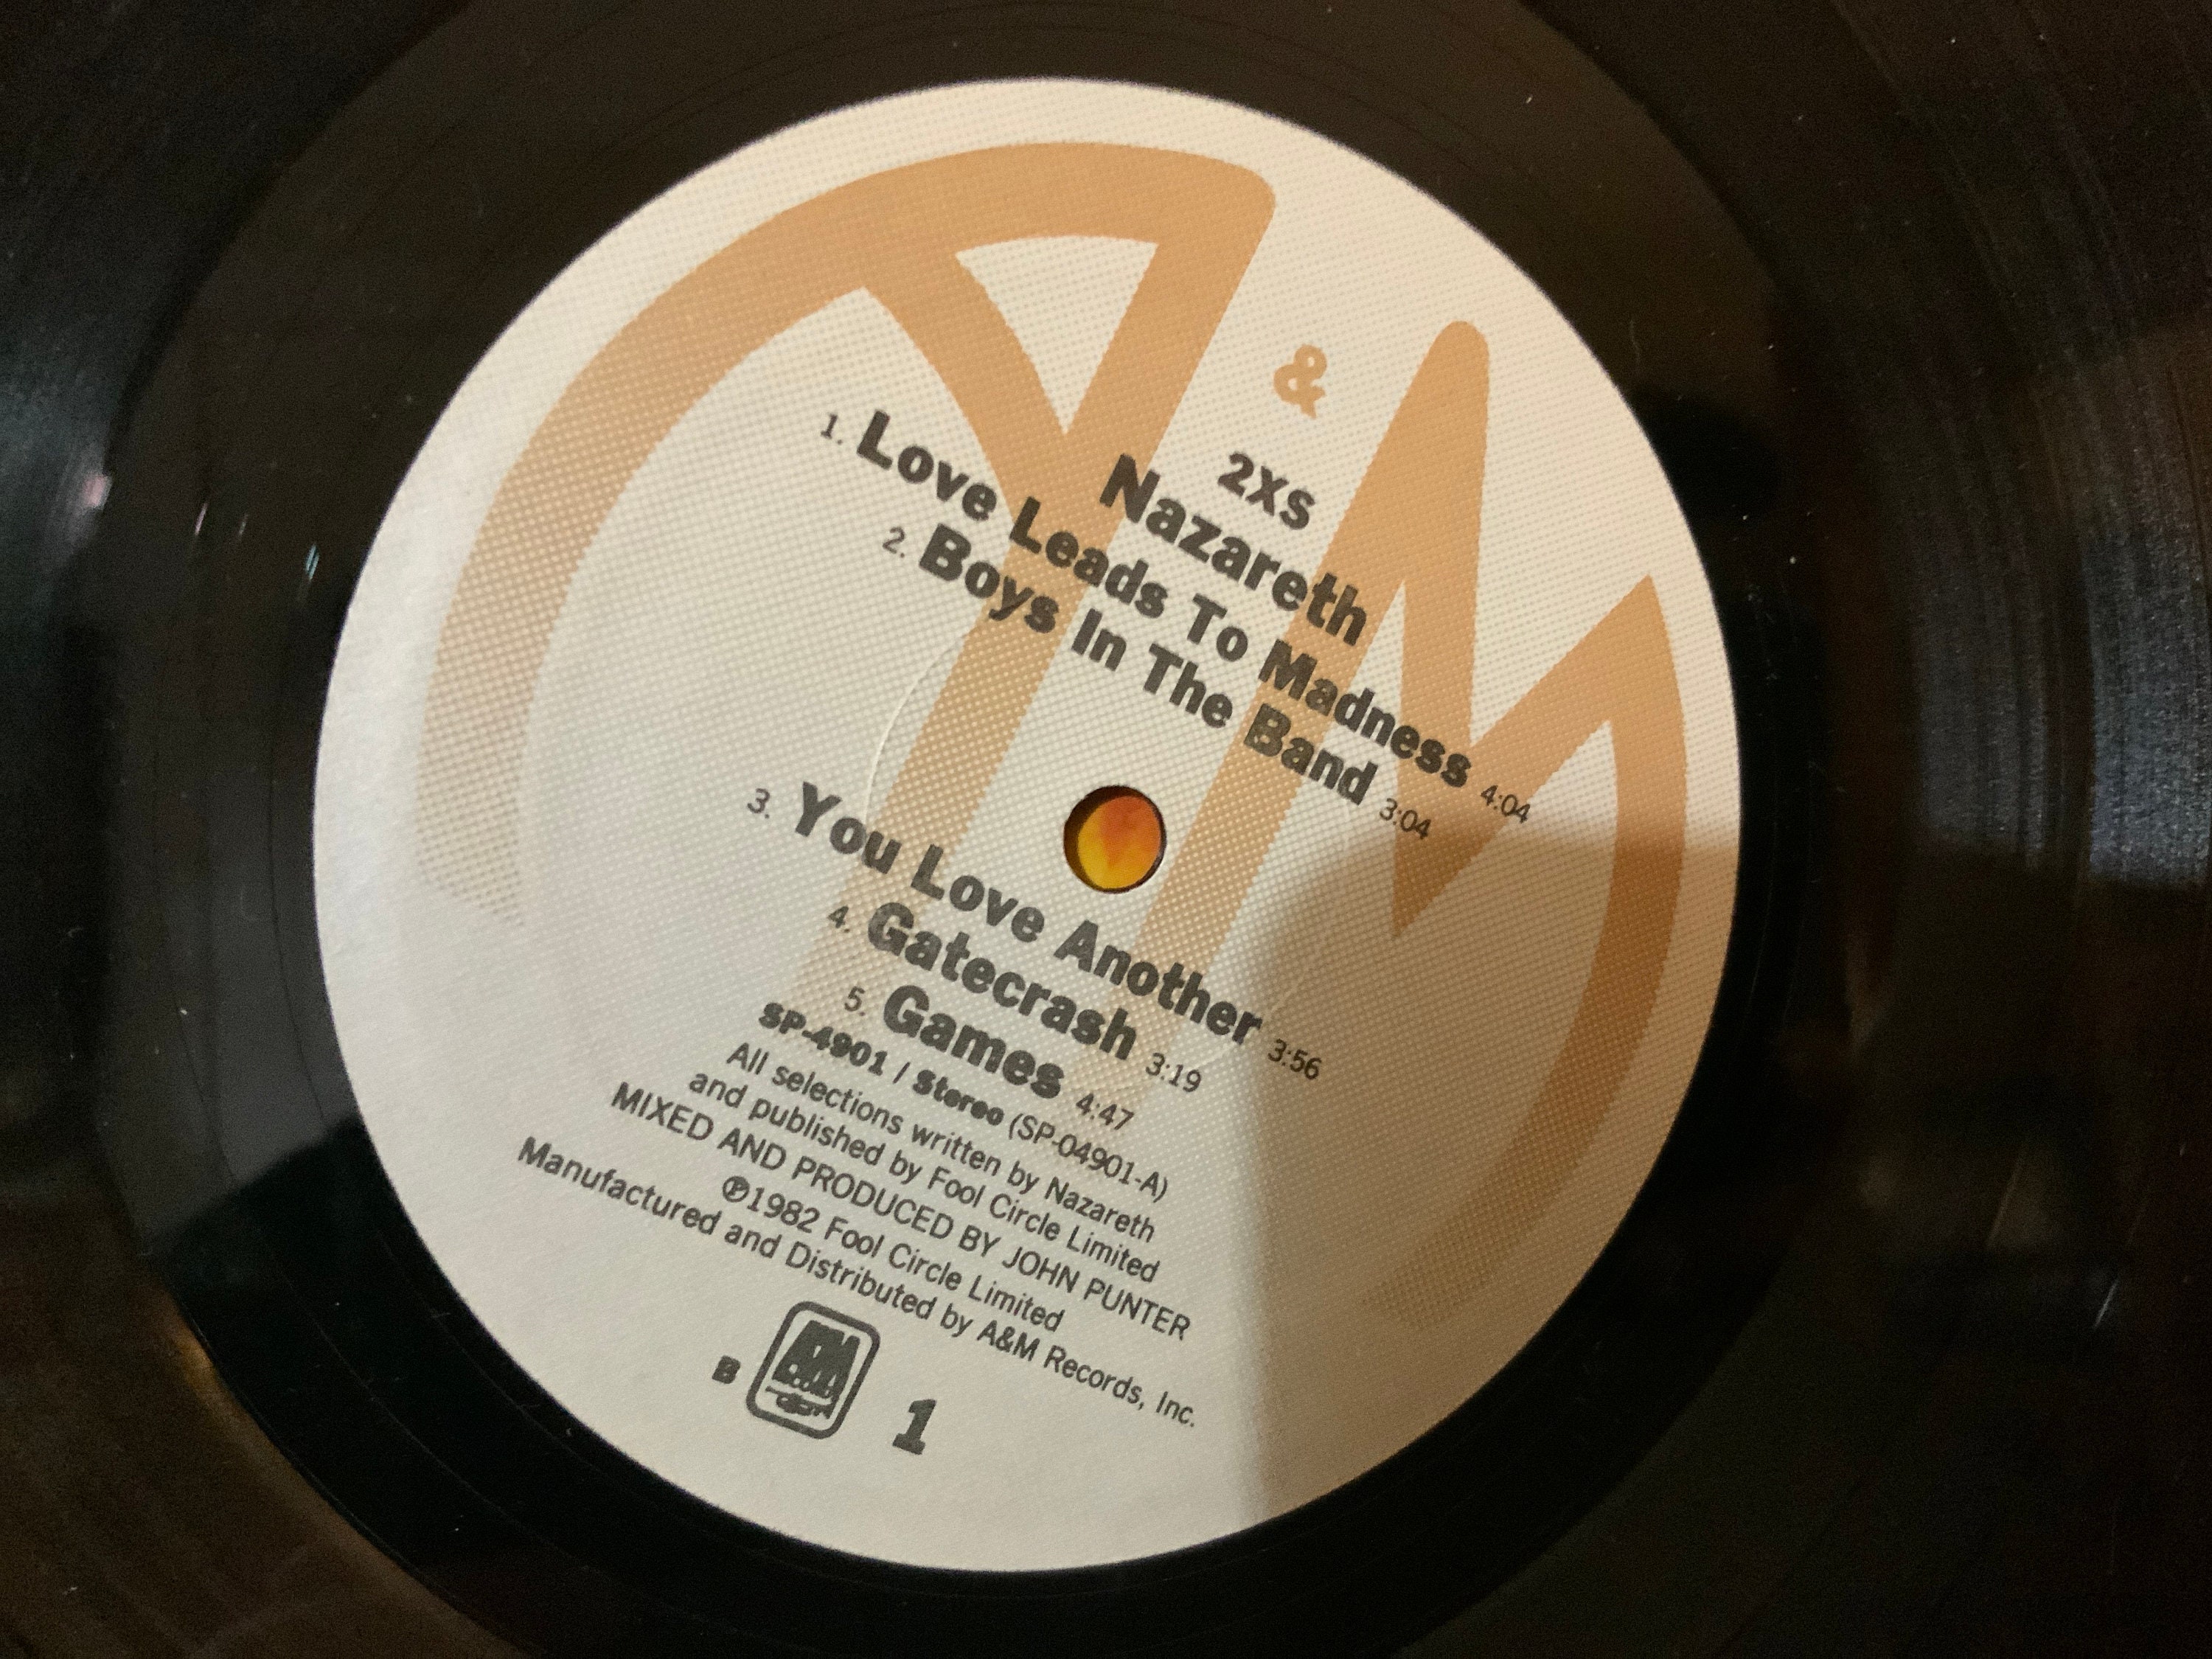 &
2XS
Nazareth
1. Love Leads To Madness 4:04
2. Boys In The Band 3:04
3. You Love Another 3:56
4. Gatecrash 3:19
5. Games 4:47
SP-4901 / Stereo (SP-04901-A)
All selections written by Nazareth
and published by Fool Circle Limited
MIXED AND PRODUCED BY JOHN PUNTER
℗1982 Fool Circle Limited
Manufactured and Distributed by A&M Records, Inc.
B 1